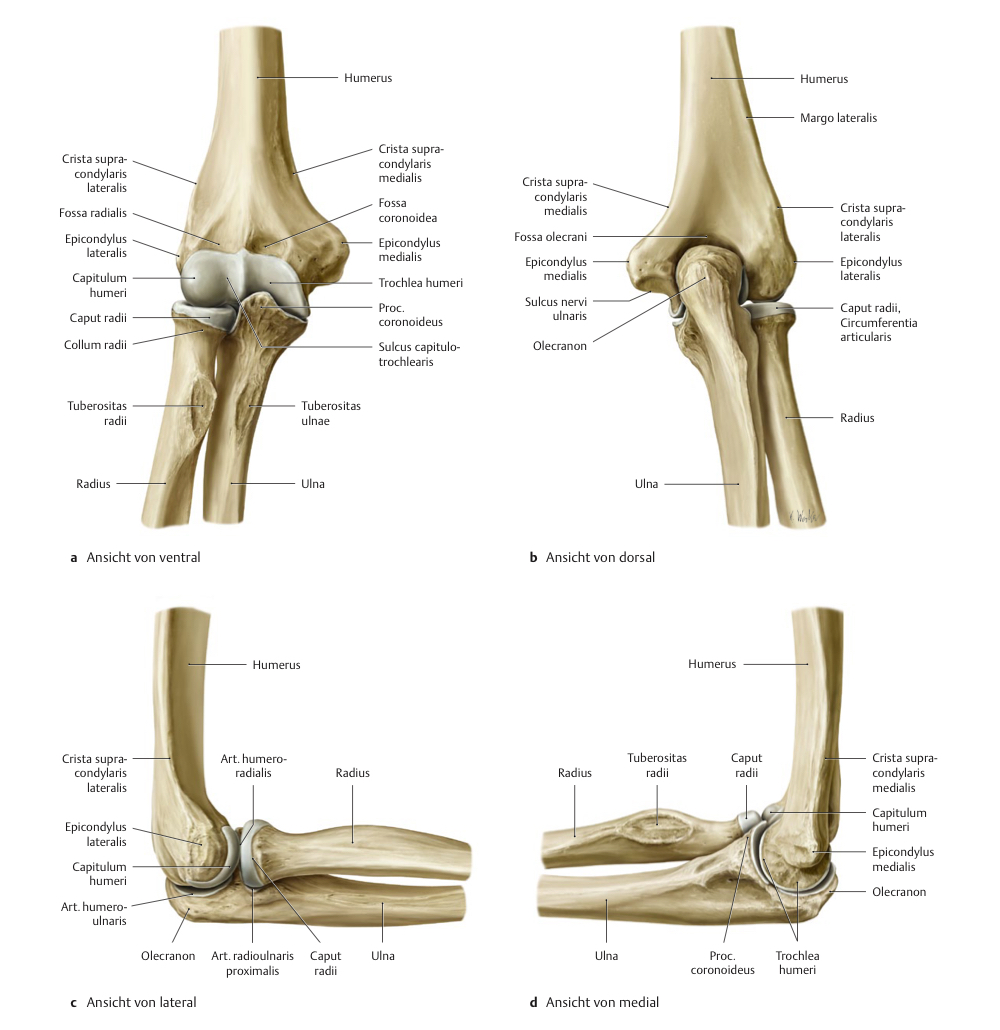 Humerus
Crista supra-
condylaris
medialis
Crista supra-
condylaris
lateralis
Fossa
coronoidea
Fossa radialis
Epicondylus
lateralis
Epicondylus
medialis
Capitulum
humeri
Trochlea humeri
Caput radii
Proc.
coronoideus
Collum radii
Sulcus capitulo-
trochlearis
Tuberositas
radii
Tuberositas
ulnae
Radius
Ulna
a Ansicht von ventral
Humerus
Margo lateralis
Crista supra-
condylaris
medialis
Crista supra-
condylaris
lateralis
Fossa olecrani
Epicondylus
medialis
Epicondylus
lateralis
Sulcus nervi
ulnaris
Caput radii,
Circumferentia
articularis
Olecranon
Radius
Ulna
b Ansicht von dorsal
Humerus
Crista supra-
condylaris
lateralis
Art. humero-
radialis
Radius
Epicondylus
lateralis
Capitulum
humeri
Art. humero-
ulnaris
Olecranon
Art. radioulnaris
proximalis
Caput
radii
Ulna
c Ansicht von lateral
Humerus
Radius
Tuberositas
radii
Caput
radii
Crista supra-
condylaris
medialis
Capitulum
humeri
Epicondylus
medialis
Olecranon
Ulna
Proc.
coronoideus
Trochlea
humeri
d Ansicht von medial